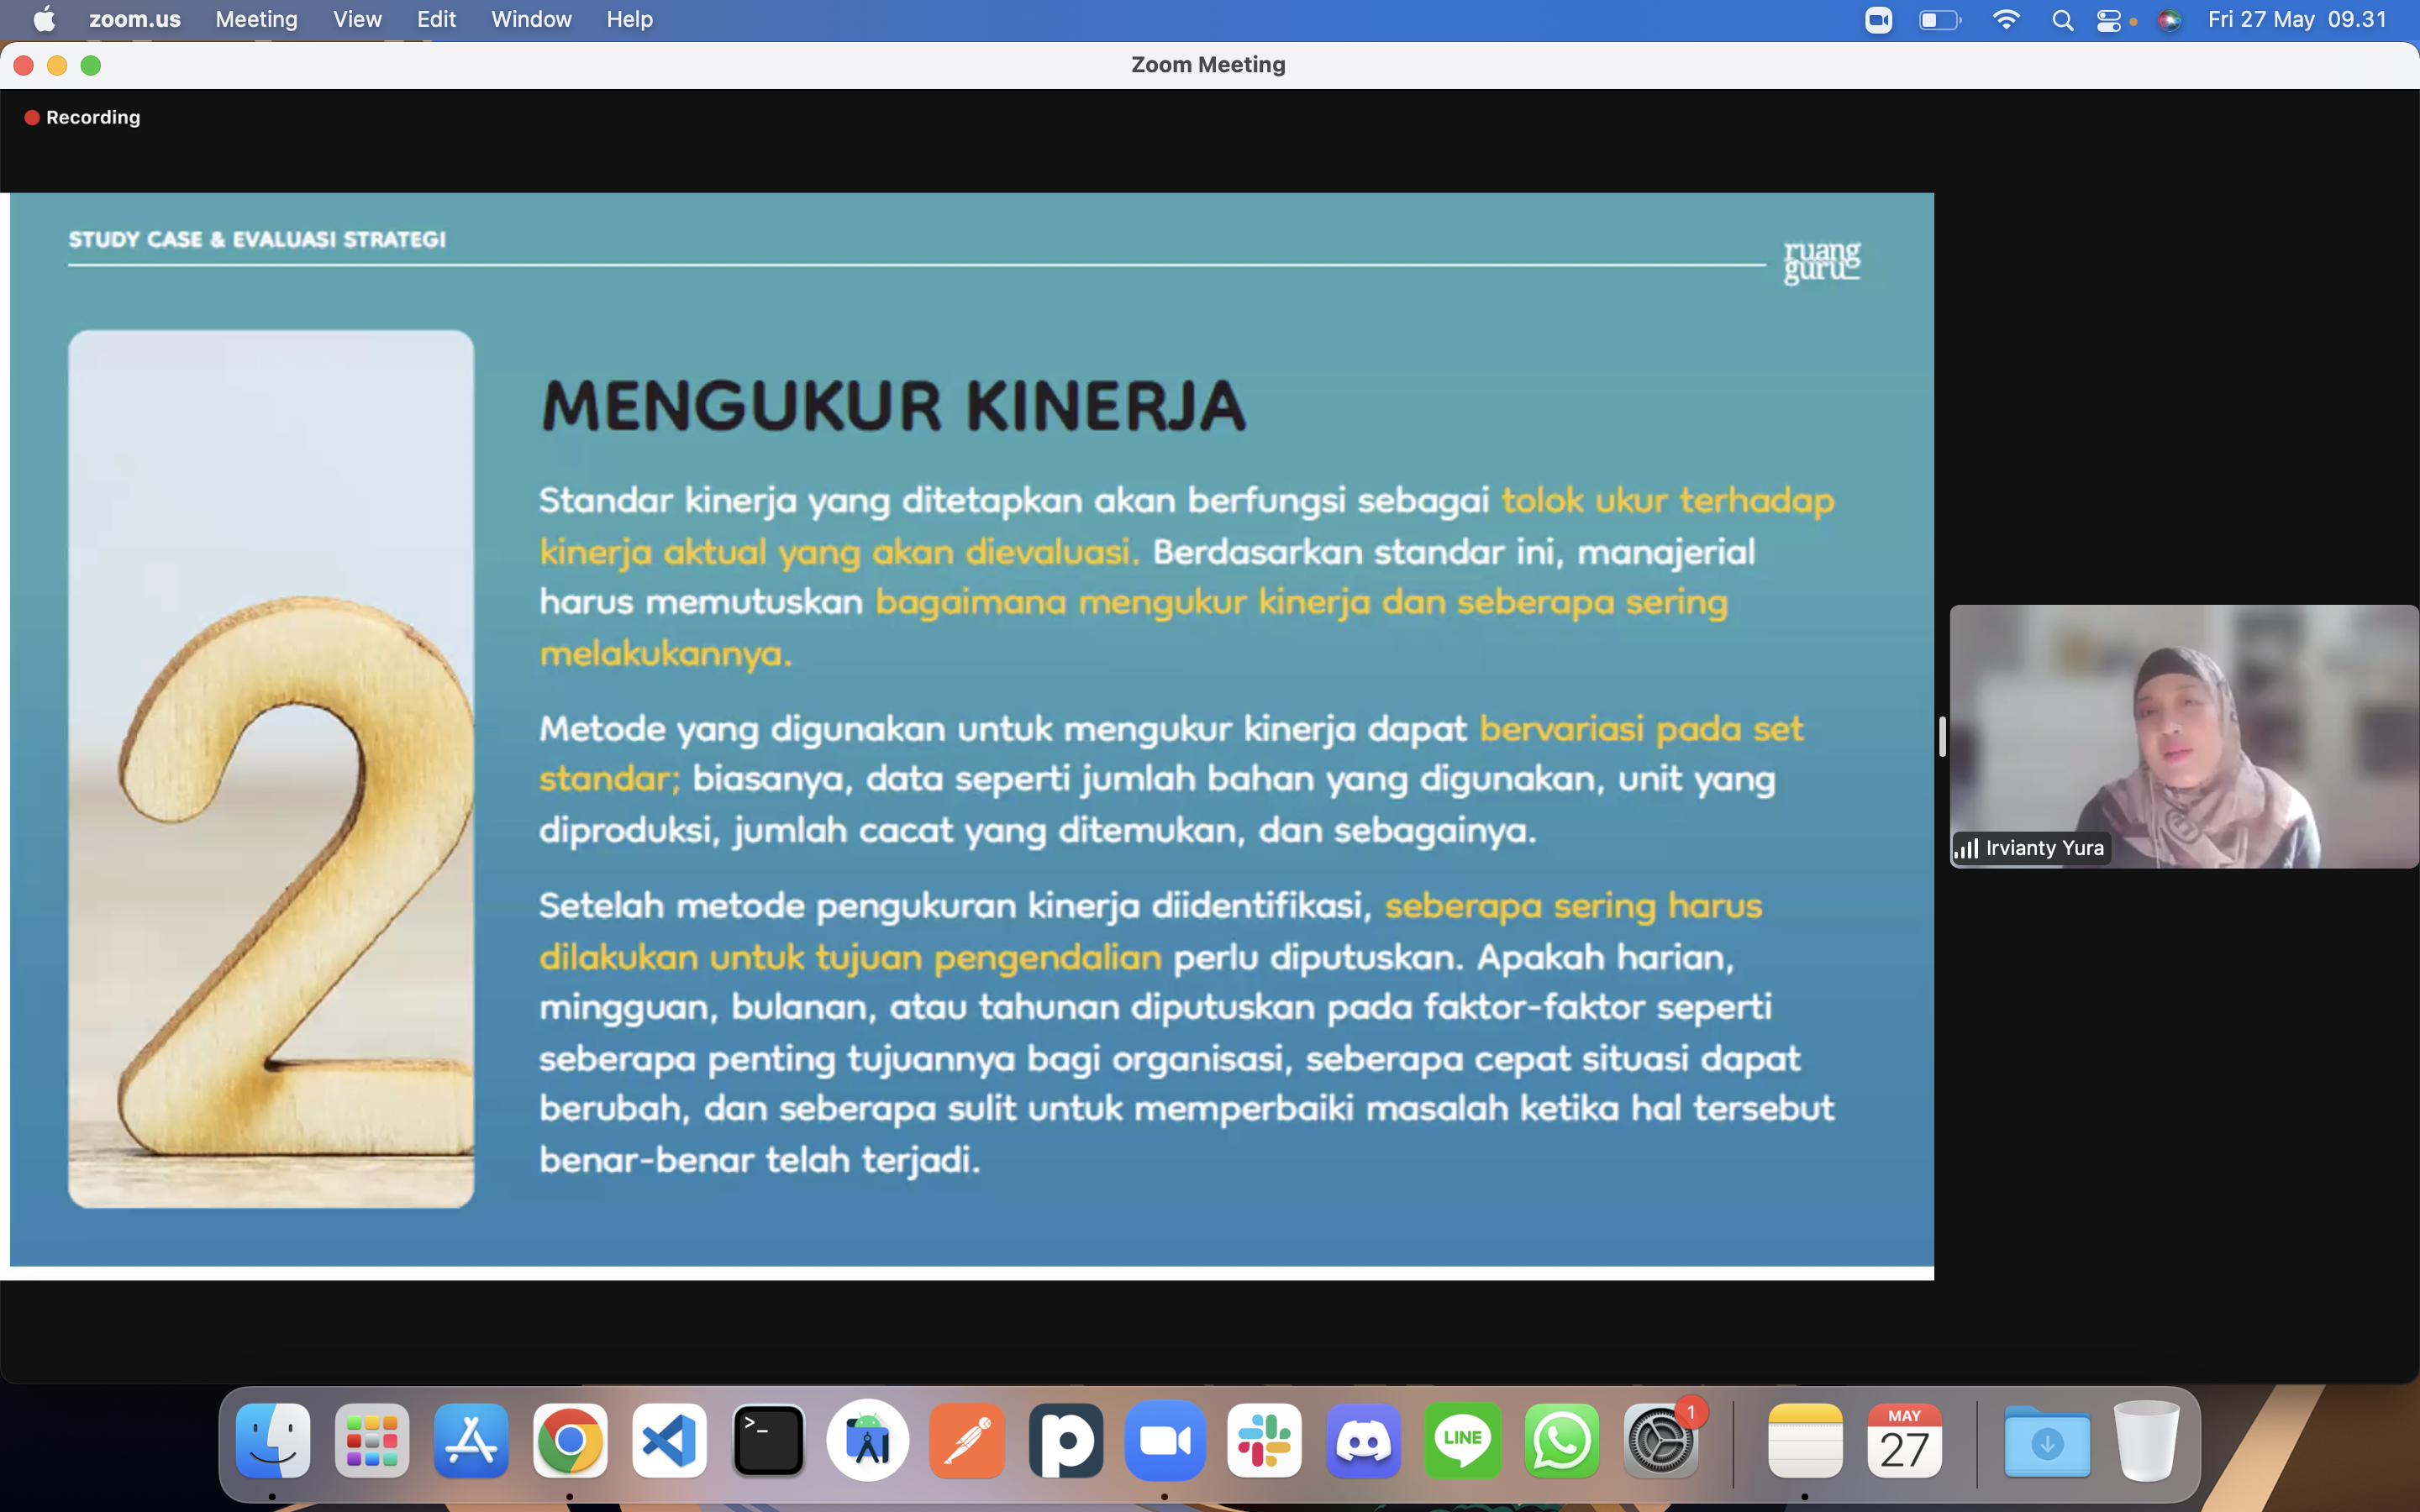 zoom.us Meeting View Edit Window Help Fri 27 May 09.31
Zoom Meeting
Recording
STUDY CASE & EVALUASI STRATEGI
ruang
guru
MENGUKUR KINERJA
Standar kinerja yang ditetapkan akan berfungsi sebagai tolok ukur terhadap
kinerja aktual yang akan dievaluasi. Berdasarkan standar ini, manajerial
harus memutuskan bagaimana mengukur kinerja dan seberapa sering
melakukannya.
Metode yang digunakan untuk mengukur kinerja dapat bervariasi pada set
standar; biasanya, data seperti jumlah bahan yang digunakan, unit yang
diproduksi, jumlah cacat yang ditemukan, dan sebagainya.
Setelah metode pengukuran kinerja diidentifikasi, seberapa sering harus
dilakukan untuk tujuan pengendalian perlu diputuskan. Apakah harian,
mingguan, bulanan, atau tahunan diputuskan pada faktor-faktor seperti
seberapa penting tujuannya bagi organisasi, seberapa cepat situasi dapat
berubah, dan seberapa sulit untuk memperbaiki masalah ketika hal tersebut
benar-benar telah terjadi.
2
Irvianty Yura
>_
LINE
1
MAY
27